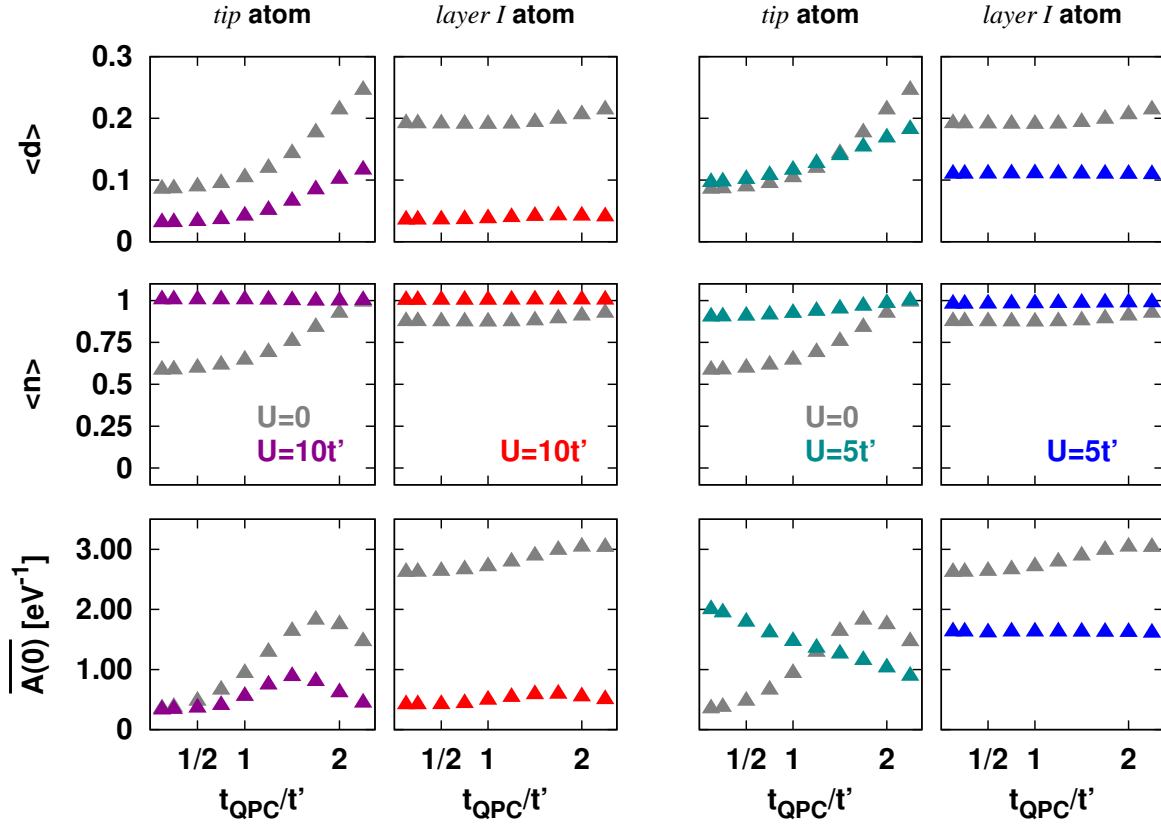 tip atom
layer I atom
tip atom
layer I atom
<d>
0.3
0.2
0.1
0
<n>
1
0.75
0.5
0.25
0
U=0
U=10t’
U=10t’
U=0
U=5t’
U=5t’
A(0) [eV⁻¹]
3.00
2.00
1.00
0
1/2 1 2
1/2 1 2
1/2 1 2
1/2 1 2
tQPC/t’
tQPC/t’
tQPC/t’
tQPC/t’